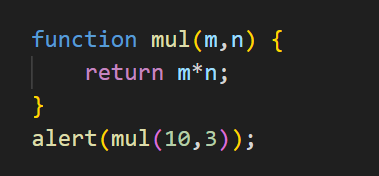 function mul(m,n) {
    return m*n;
}
alert(mul(10,3));